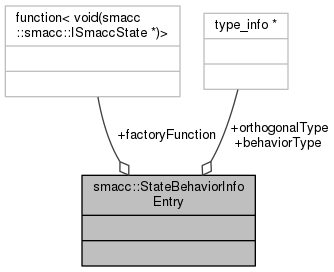 function< void(smacc
::smacc::ISmaccState *)>
type_info *
+factoryFunction
+orthogonalType
+behaviorType
smacc::StateBehaviorInfo
Entry